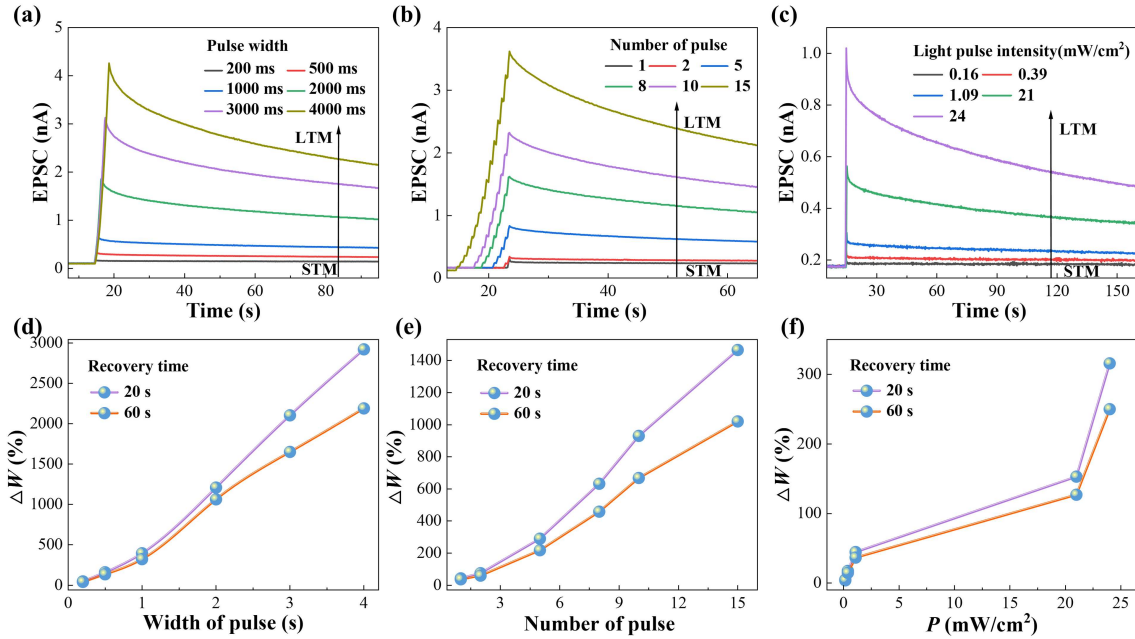 (a)
5
4
3
2
1
0
EPSC (nA)
Pulse width
200 ms 500 ms
1000 ms 2000 ms
3000 ms 4000 ms
LTM
STM
20 40 60 80
Time (s)
(b)
5
4
3
2
1
0
EPSC (nA)
Number of pulse
1 2 5
8 10 15
LTM
STM
20 40 60
Time (s)
(c)
1.0
0.8
0.6
0.4
0.2
EPSC (nA)
Light pulse intensity(mW/cm²)
0.16 0.39
1.09 21
24
LTM
STM
30 60 90 120 150
Time (s)
(d)
3000
2500
2000
1500
1000
500
0
△W (%)
Recovery time
20 s
60 s
0 1 2 3 4
Width of pulse (s)
(e)
1400
1200
1000
800
600
400
200
0
△W (%)
Recovery time
20 s
60 s
5 10 15
Number of pulse
(f)
300
200
100
0
△W (%)
Recovery time
20 s
60 s
0 5 10 15 20 25
P (mW/cm²)